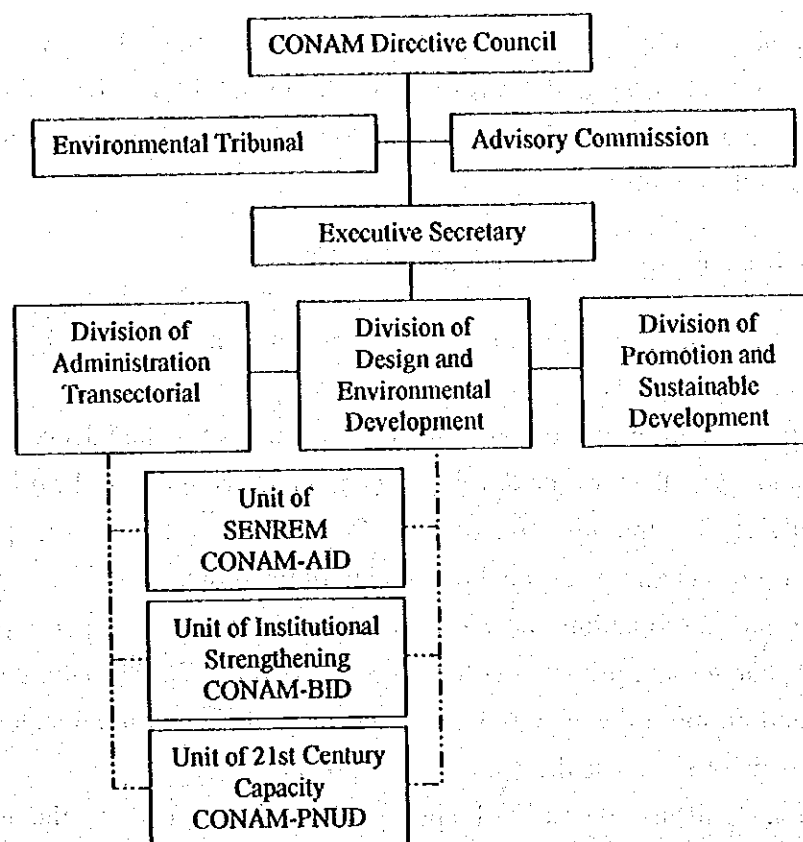 CONAM Directive Council
Environmental Tribunal
Advisory Commission
Executive Secretary
Division of
Administration
Transectorial
Division of
Design and
Environmental
Development
Division of
Promotion and
Sustainable
Development
Unit of
SENREM
CONAM-AID
Unit of Institutional
Strengthening
CONAM-BID
Unit of 21st Century
Capacity
CONAM-PNUD